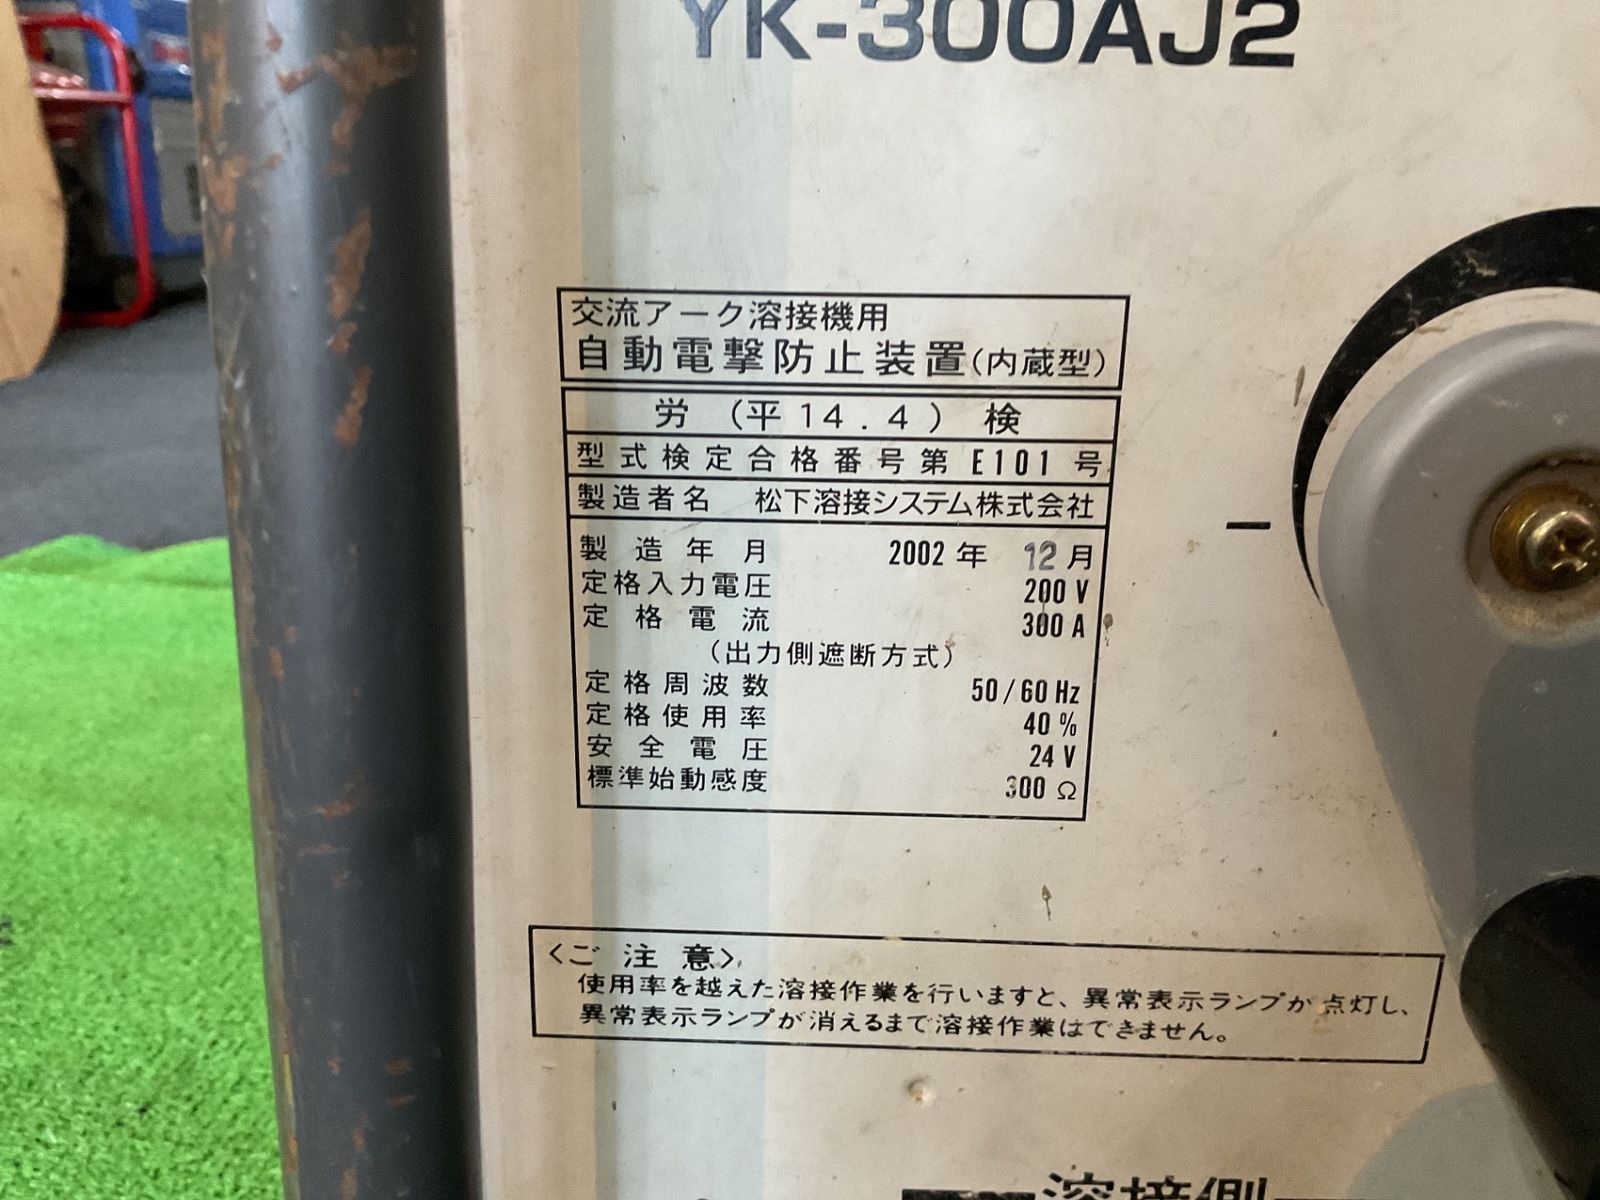 YK-300AJ2
交流アーク溶接機用
自動電撃防止装置(内蔵型)
労 (平14.4) 検
型式検定合格番号第 E101 号
製造者名 松下溶接システム株式会社
製造年月 2002年 12月
定格入力電圧 200 V
定格電流 300 A
(出力側遮断方式)
定格周波数 50/60 Hz
定格使用率 40 %
安全電圧 24 V
標準始動感度 300 Ω
<ご注意>
使用率を越えた溶接作業を行いますと、異常表示ランプが点灯し、
異常表示ランプが消えるまで溶接作業はできません。
溶接側